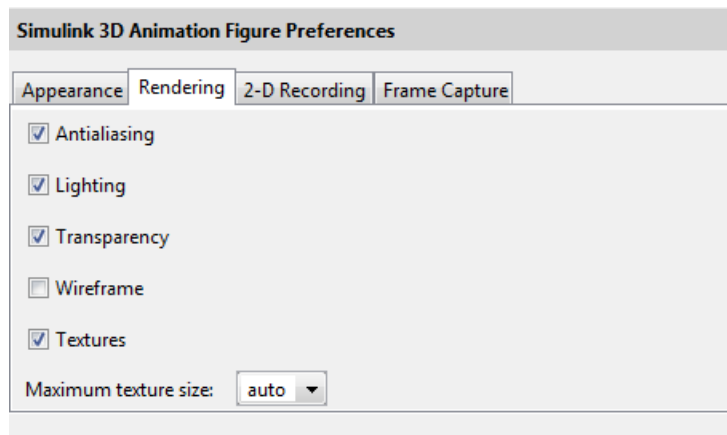 Simulink 3D Animation Figure Preferences
Appearance Rendering 2-D Recording Frame Capture
Antialiasing
Lighting
Transparency
Wireframe
Textures
Maximum texture size: auto